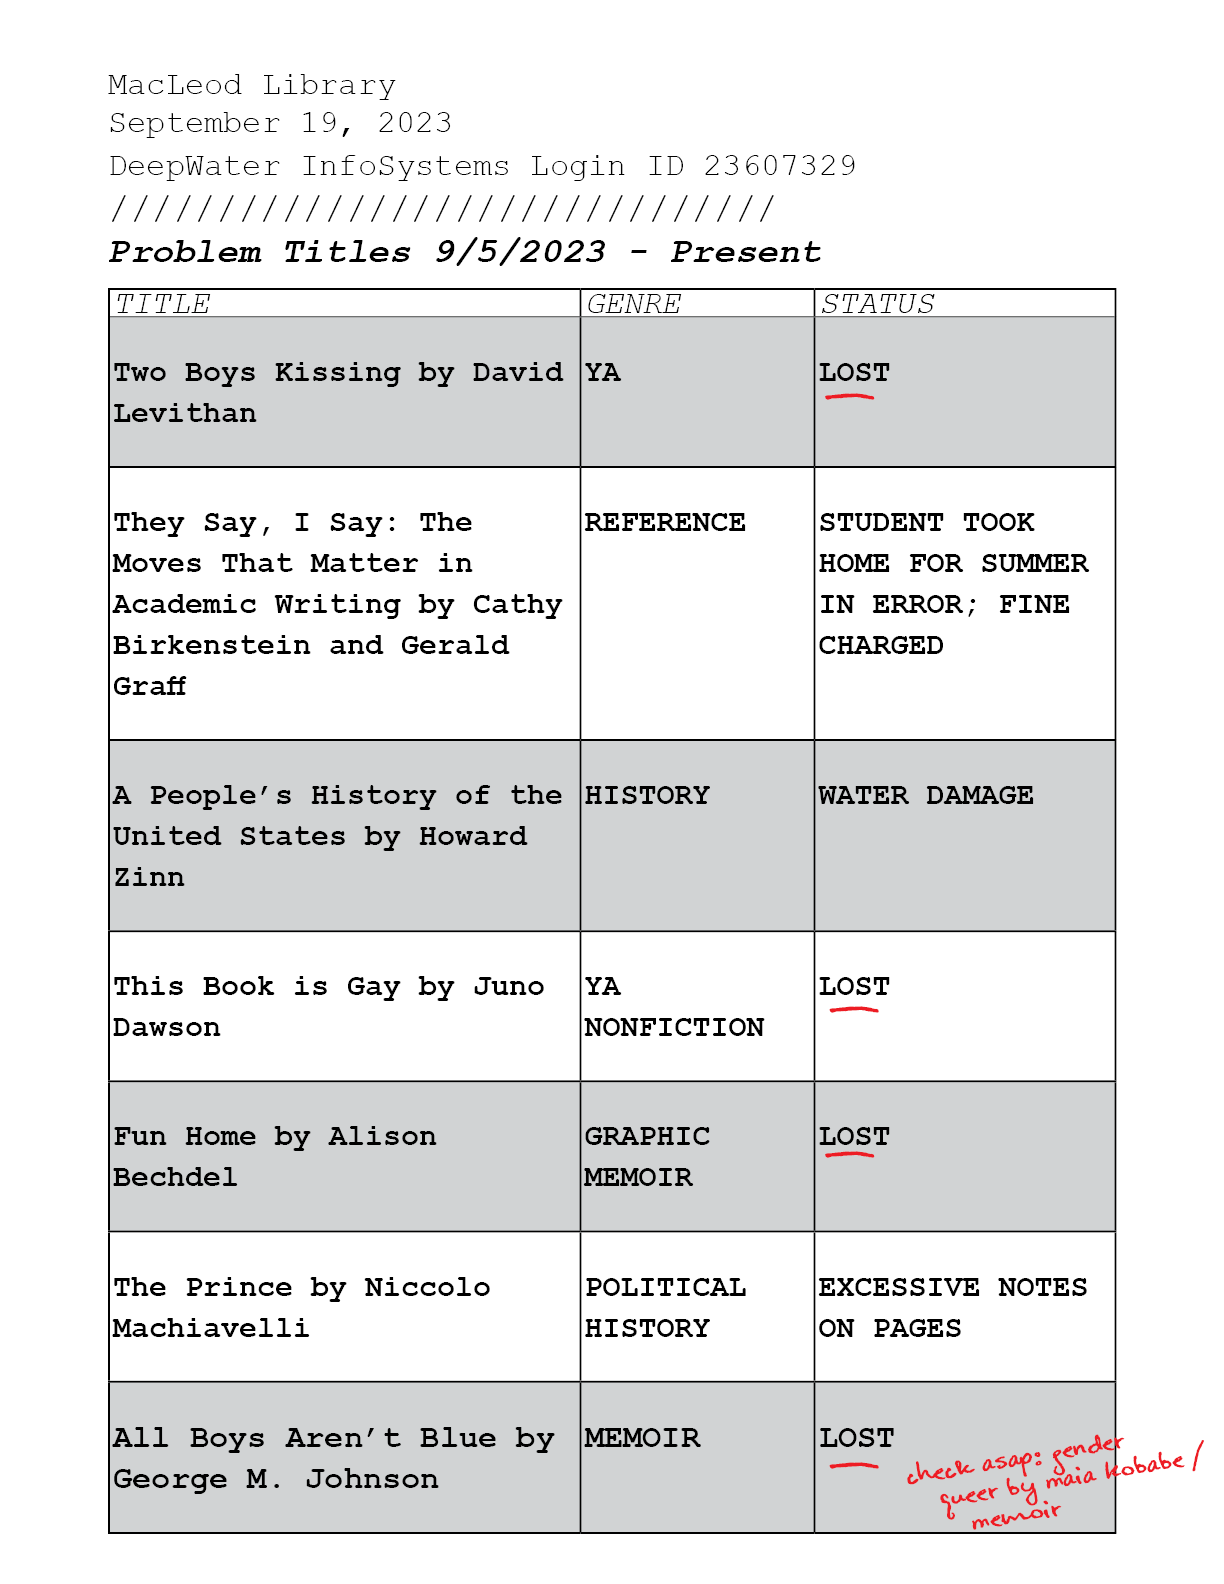 MacLeod Library
September 19, 2023
DeepWater InfoSystems Login ID 23607329
///////////////////////////////
Problem Titles 9/5/2023 - Present
TITLE GENRE STATUS
Two Boys Kissing by David YA LOST
Levithan
They Say, I Say: The REFERENCE STUDENT TOOK
Moves That Matter in HOME FOR SUMMER
Academic Writing by Cathy IN ERROR; FINE
Birkenstein and Gerald CHARGED
Graff
A People’s History of the HISTORY WATER DAMAGE
United States by Howard
Zinn
This Book is Gay by Juno YA LOST
Dawson NONFICTION
Fun Home by Alison GRAPHIC LOST
Bechdel MEMOIR
The Prince by Niccolo POLITICAL EXCESSIVE NOTES
Machiavelli HISTORY ON PAGES
All Boys Aren’t Blue by MEMOIR LOST
George M. Johnson
check asap: gender
queer by maia kobabe/
memoir